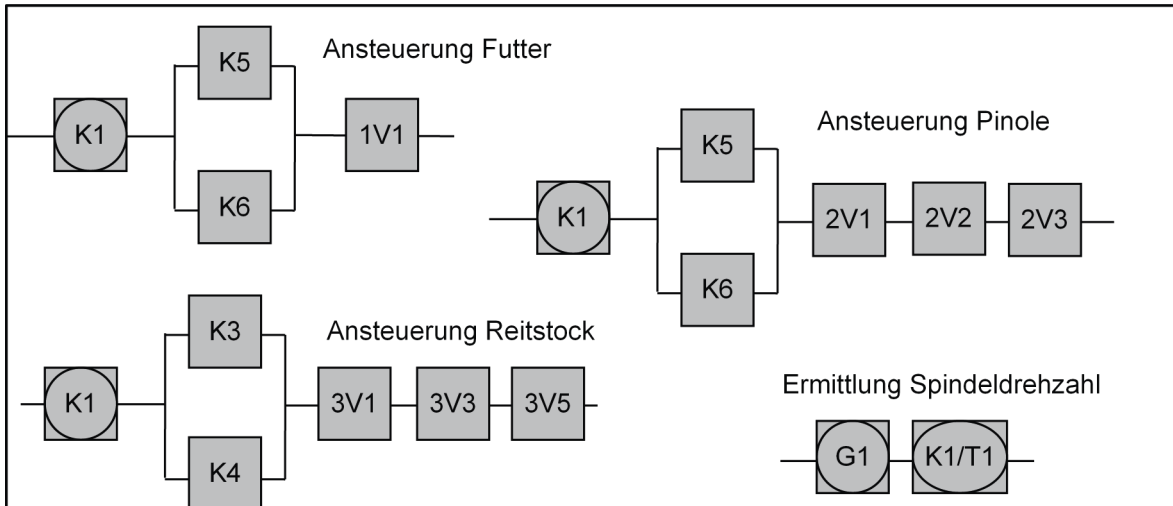 Ansteuerung Futter
K1
K5
K6
1V1
Ansteuerung Pinole
K1
K5
K6
2V1
2V2
2V3
Ansteuerung Reitstock
K1
K3
K4
3V1
3V3
3V5
Ermittlung Spindeldrehzahl
G1
K1/T1